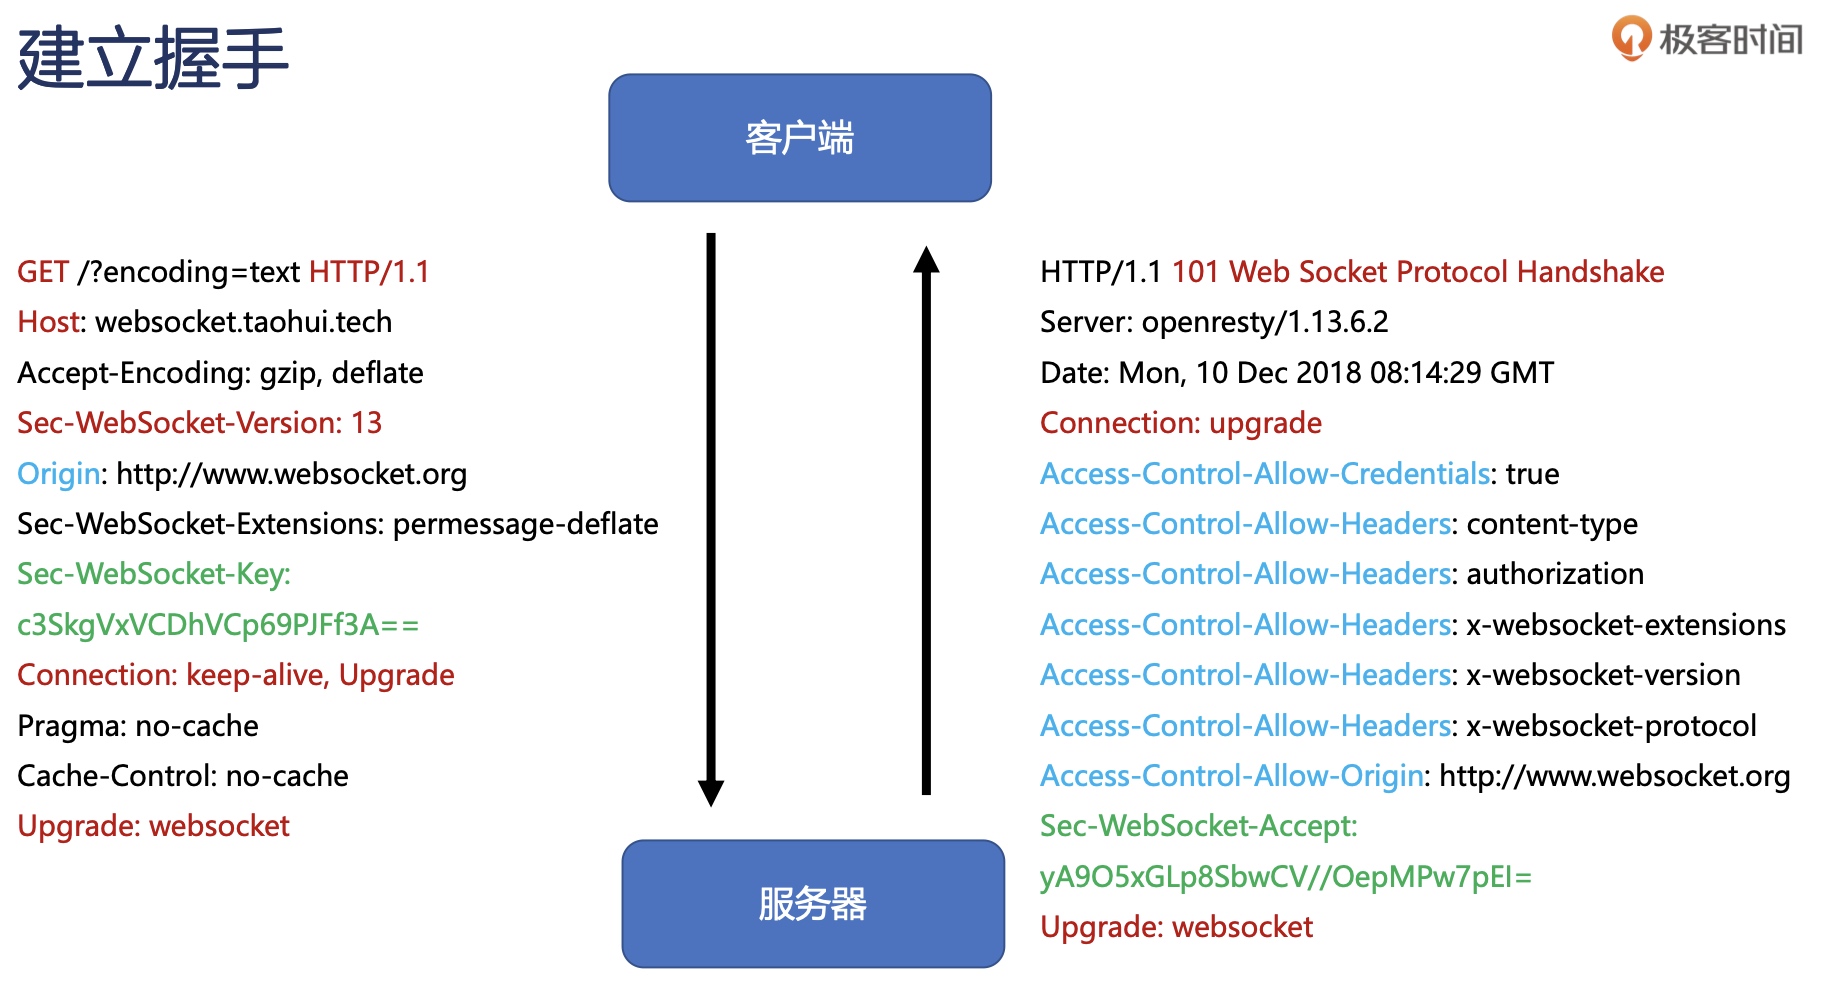 建立握手
极客时间
客户端
GET /?encoding=text HTTP/1.1
Host: websocket.taohui.tech
Accept-Encoding: gzip, deflate
Sec-WebSocket-Version: 13
Origin: http://www.websocket.org
Sec-WebSocket-Extensions: permessage-deflate
Sec-WebSocket-Key:
c3SkgVxVCDhVCp69PJFf3A==
Connection: keep-alive, Upgrade
Pragma: no-cache
Cache-Control: no-cache
Upgrade: websocket
HTTP/1.1 101 Web Socket Protocol Handshake
Server: openresty/1.13.6.2
Date: Mon, 10 Dec 2018 08:14:29 GMT
Connection: upgrade
Access-Control-Allow-Credentials: true
Access-Control-Allow-Headers: content-type
Access-Control-Allow-Headers: authorization
Access-Control-Allow-Headers: x-websocket-extensions
Access-Control-Allow-Headers: x-websocket-version
Access-Control-Allow-Headers: x-websocket-protocol
Access-Control-Allow-Origin: http://www.websocket.org
Sec-WebSocket-Accept:
yA9O5xGLp8SbwCV//OepMPw7pEI=
Upgrade: websocket
服务器